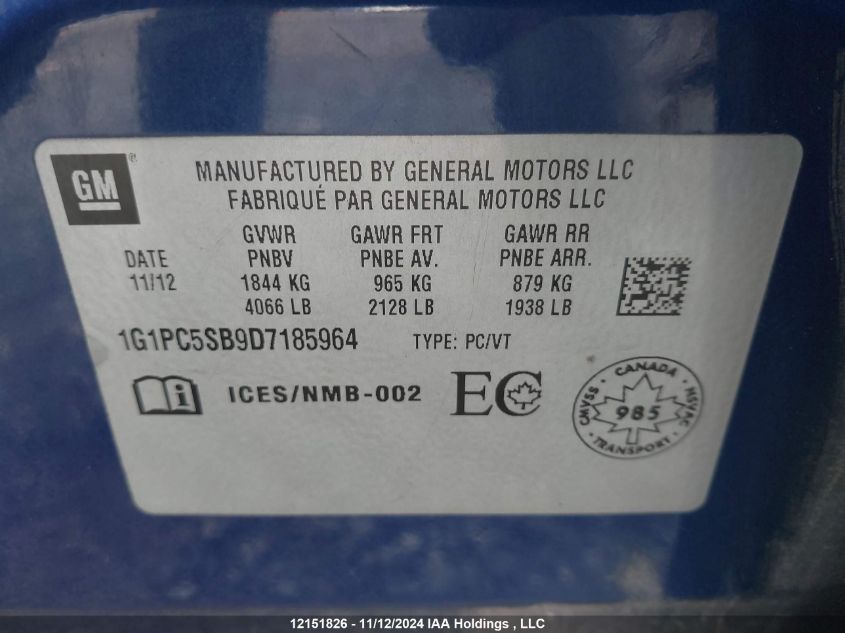 GM®
MANUFACTURED BY GENERAL MOTORS LLC
FABRIQUÉ PAR GENERAL MOTORS LLC
GVWR GAWR FRT GAWR RR
DATE PNBV PNBE AV. PNBE ARR.
11/12 1844 KG 965 KG 879 KG
4066 LB 2128 LB 1938 LB
1G1PC5SB9D7185964 TYPE: PC/VT
i ICES/NMB-002 EC
CANADA
CMVSS 985 NSVAC
TRANSPORT
12151826 - 11/12/2024 IAA Holdings , LLC